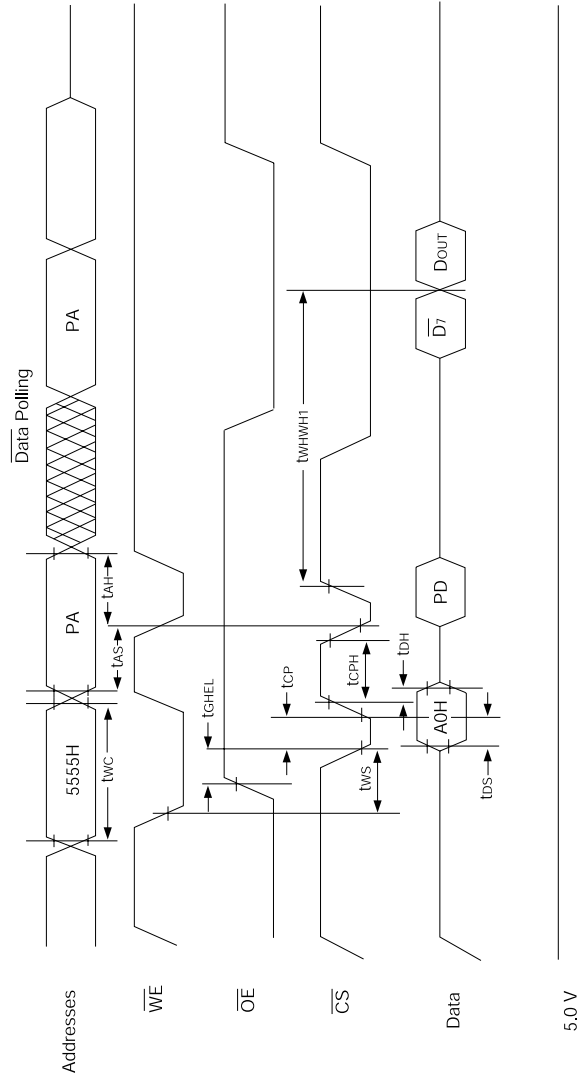 Data Polling
Addresses
5555H
PA
PA
tWC
tAS
tAH
WE
tGHEL
OE
tCP
tWHWH1
CS
tWS
tCPH
tDH
Data
A0H
PD
D7
DOUT
tDS
5.0 V